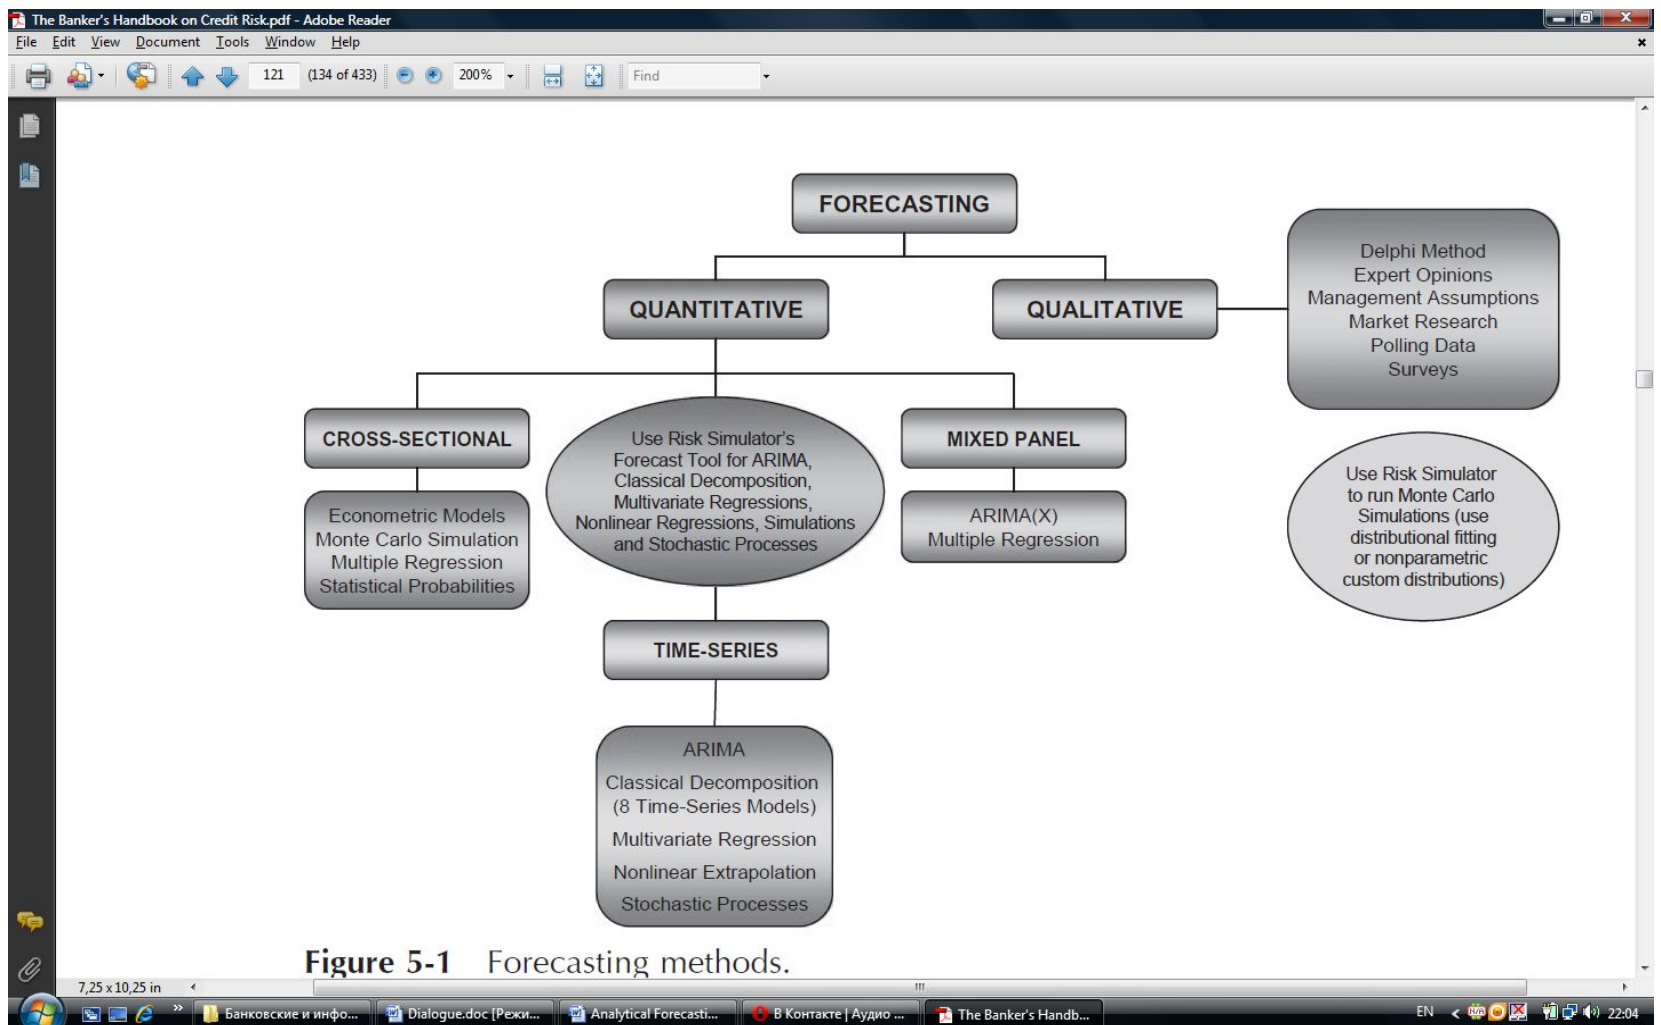 The Banker's Handbook on Credit Risk.pdf - Adobe Reader
File Edit View Document Tools Window Help
121 (134 of 433) 200% Find
FORECASTING
QUANTITATIVE
QUALITATIVE
Delphi Method
Expert Opinions
Management Assumptions
Market Research
Polling Data
Surveys
CROSS-SECTIONAL
Econometric Models
Monte Carlo Simulation
Multiple Regression
Statistical Probabilities
Use Risk Simulator's
Forecast Tool for ARIMA,
Classical Decomposition,
Multivariate Regressions,
Nonlinear Regressions, Simulations
and Stochastic Processes
MIXED PANEL
ARIMA(X)
Multiple Regression
Use Risk Simulator
to run Monte Carlo
Simulations (use
distributional fitting
or nonparametric
custom distributions)
TIME-SERIES
ARIMA
Classical Decomposition
(8 Time-Series Models)
Multivariate Regression
Nonlinear Extrapolation
Stochastic Processes
Figure 5-1 Forecasting methods.
7,25 x 10,25 in
Банковские и инфо... Dialogue.doc [Режи... Analytical Forecasti... В Контакте | Аудио ... The Banker's Handb... EN 22:04